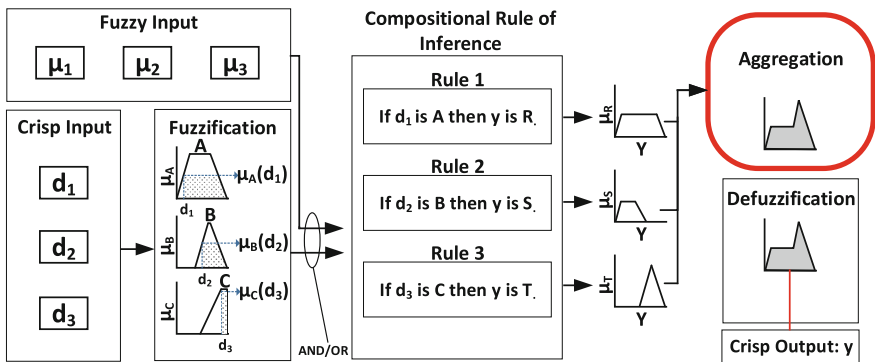 Fuzzy Input
μ1 μ2 μ3
Crisp Input
d1
d2
d3
Fuzzification
A
μA
μA(d1)
d1
B
μB
μB(d2)
d2
C
μC
μC(d3)
d3
AND/OR
Compositional Rule of
Inference
Rule 1
If d1 is A then y is R.
Rule 2
If d2 is B then y is S.
Rule 3
If d3 is C then y is T.
μR
Y
μS
Y
μT
Y
Aggregation
Defuzzification
Crisp Output: y